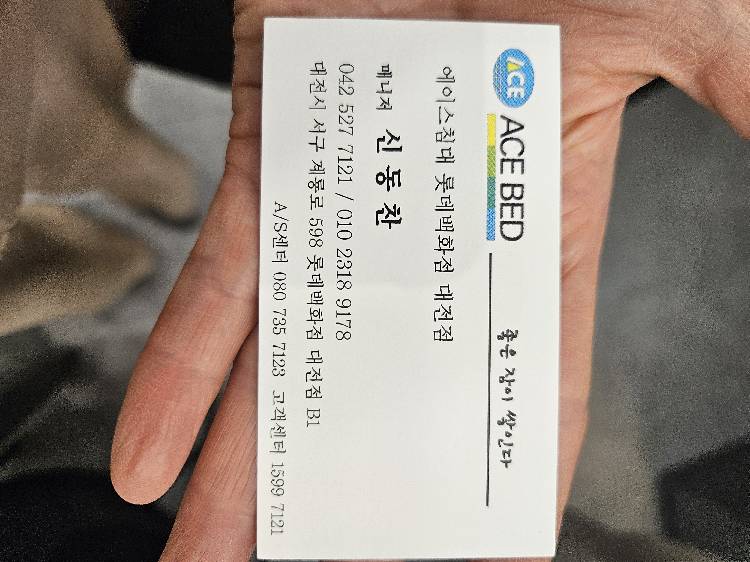 ACE
ACE BED
좋은 잠이 쌓인다
에이스침대 롯데백화점 대전점
매니저 신동찬
042 527 7121 / 010 2318 9178
대전시 서구 계룡로 598 롯데백화점 대전점 B1
A/S센터 080 735 7123 고객센터 1599 7121